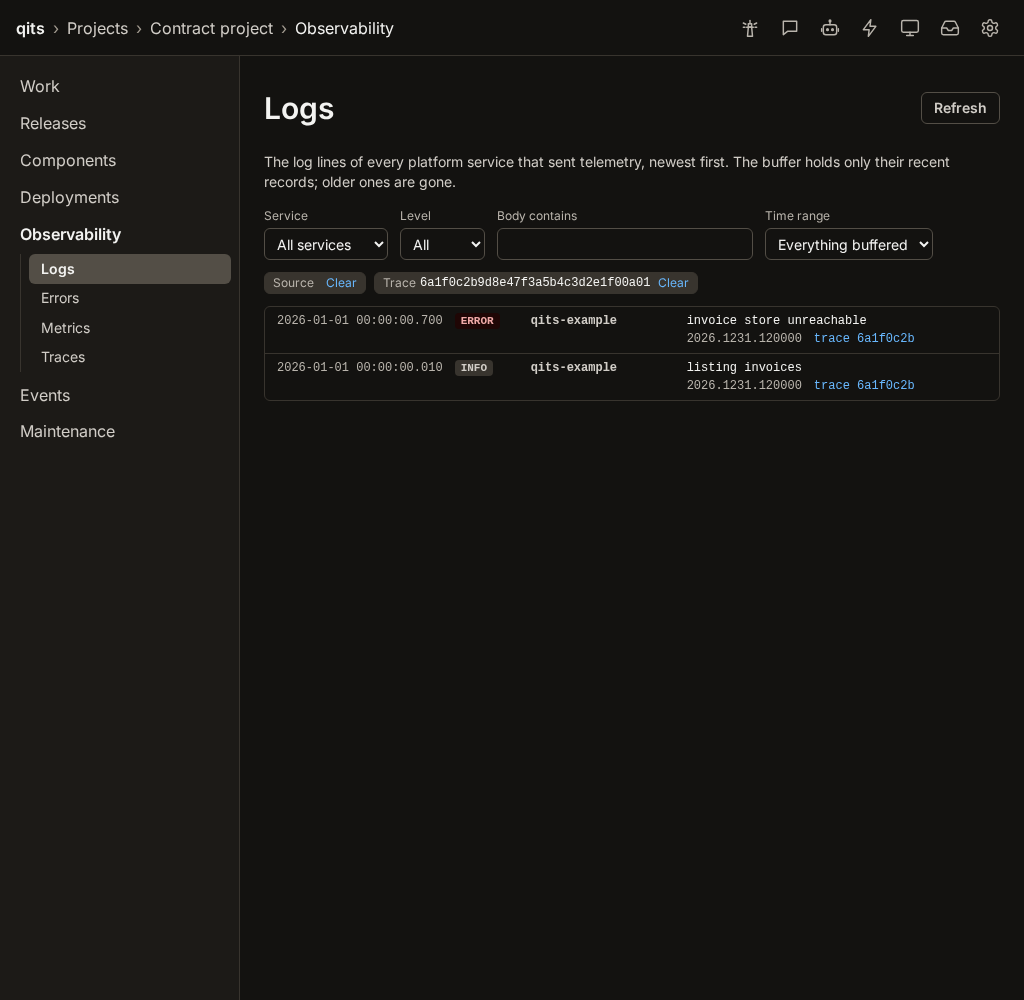 qits › Projects › Contract project › Observability
Work
Releases
Components
Deployments
Observability
Logs
Errors
Metrics
Traces
Events
Maintenance
Logs
Refresh
The log lines of every platform service that sent telemetry, newest first. The buffer holds only their recent
records; older ones are gone.
Service Level Body contains Time range
All services All Everything buffered
Source Clear Trace 6a1f0c2b9d8e47f3a5b4c3d2e1f00a01 Clear
2026-01-01 00:00:00.700 ERROR qits-example invoice store unreachable
2026.1231.120000 trace 6a1f0c2b
2026-01-01 00:00:00.010 INFO qits-example listing invoices
2026.1231.120000 trace 6a1f0c2b